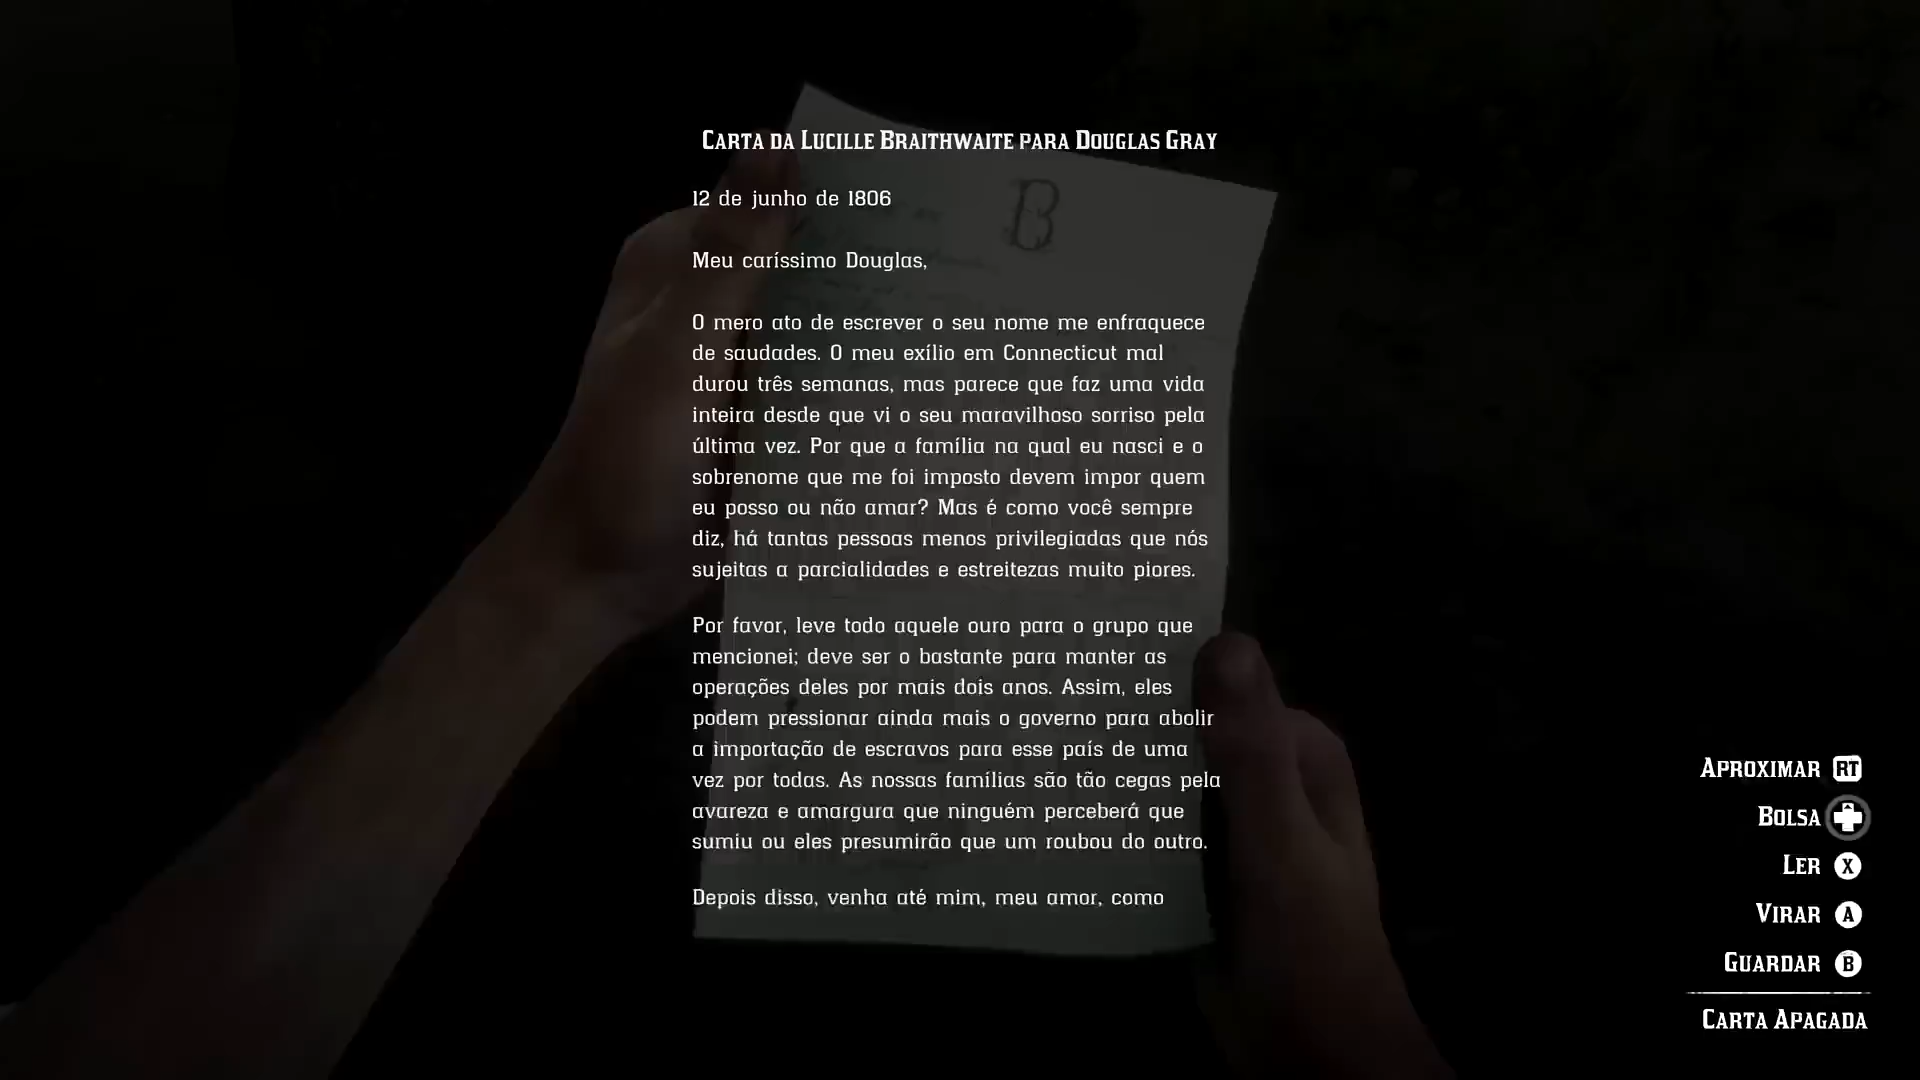 Carta da Lucille Braithwaite para Douglas Gray
12 de junho de 1806
Meu caríssimo Douglas,
O mero ato de escrever o seu nome me enfraquece
de saudades. O meu exílio em Connecticut mal
durou três semanas, mas parece que faz uma vida
inteira desde que vi o seu maravilhoso sorriso pela
última vez. Por que a família na qual eu nasci e o
sobrenome que me foi imposto devem impor quem
eu posso ou não amar? Mas é como você sempre
diz, há tantas pessoas menos privilegiadas que nós
sujeitas a parcialidades e estreitezas muito piores.
Por favor, leve todo aquele ouro para o grupo que
mencionei; deve ser o bastante para manter as
operações deles por mais dois anos. Assim, eles
podem pressionar ainda mais o governo para abolir
a importação de escravos para esse país de uma
vez por todas. As nossas famílias são tão cegas pela
avareza e amargura que ninguém perceberá que
sumiu ou eles presumirão que um roubou do outro.
Depois disso, venha até mim, meu amor, como
B
Aproximar RT
Bolsa
Ler X
Virar A
Guardar B
Carta Apagada